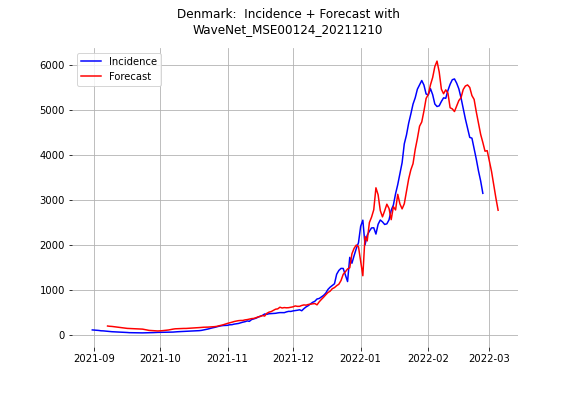 Denmark:  Incidence + Forecast with
WaveNet_MSE00124_20211210
Incidence
Forecast
6000
5000
4000
3000
2000
1000
0
2021-09 2021-10 2021-11 2021-12 2022-01 2022-02 2022-03